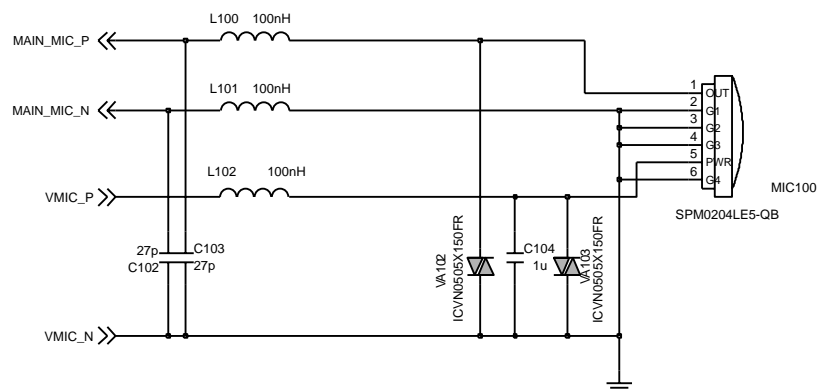 L100 100nH
MAIN_MIC_P
L101 100nH
MAIN_MIC_N
1 OUT
2 G1
3 G2
4 G3
5 PWR
6 G4
L102 100nH
VMIC_P
MIC100
SPM0204LE5-QB
27p C103
C102 27p
VA102
ICVN0505X150FR
C104
1u
VA103
ICVN0505X150FR
VMIC_N